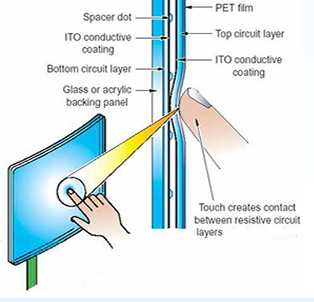 Spacer dot
ITO conductive
coating
Bottom circuit layer
Glass or acrylic
backing panel
PET film
Top circuit layer
ITO conductive
coating
Touch creates contact
between resistive circuit
layers